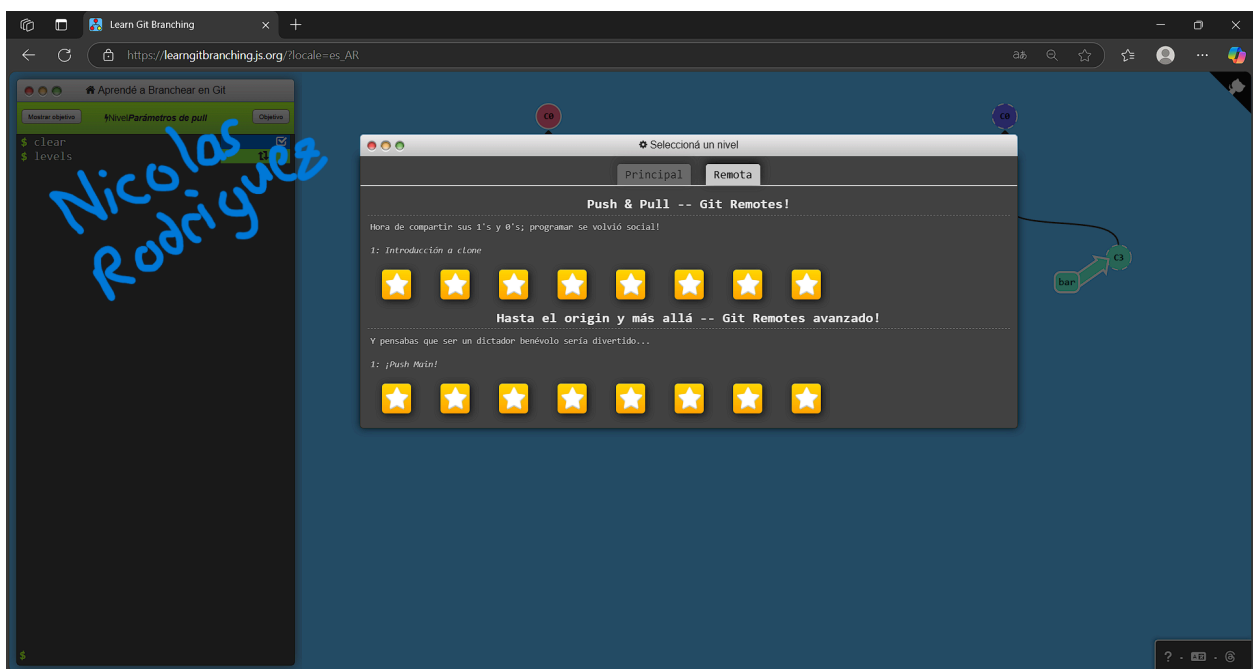 Learn Git Branching
https://learngitbranching.js.org/?locale=es_AR
Aprendé a Branchear en Git
Mostrar objetivo
Nivel Parámetros de pull
Objetivo
$ clear
$ levels
Nicolas
Rodriguez
C0
C0
Seleccioná un nivel
Principal
Remota
Push & Pull -- Git Remotes!
Hora de compartir sus 1's y 0's; programar se volvió social!
1: Introducción a clone
C3
bar
Hasta el origin y más allá -- Git Remotes avanzado!
Y pensabas que ser un dictador benévolo sería divertido...
1: ¡Push Main!
$
?